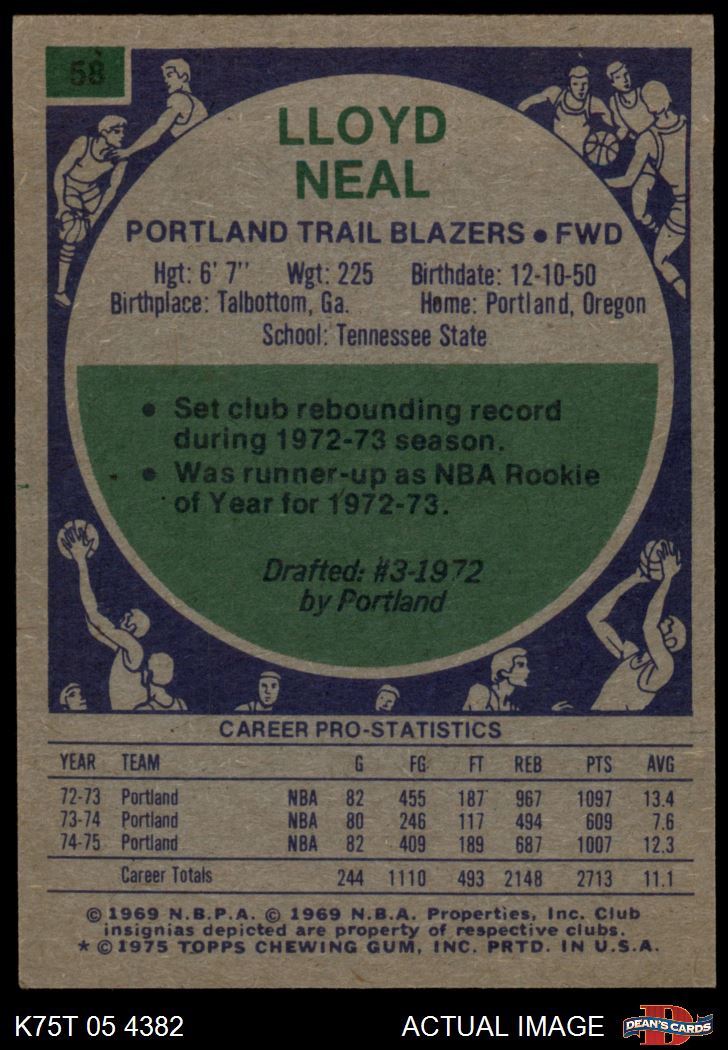 58
LLOYD
NEAL
PORTLAND TRAIL BLAZERS • FWD
Hgt: 6' 7" Wgt: 225 Birthdate: 12-10-50
Birthplace: Talbottom, Ga. Home: Portland, Oregon
School: Tennessee State
• Set club rebounding record
during 1972-73 season.
• Was runner-up as NBA Rookie
of Year for 1972-73.
Drafted: #3-1972
by Portland
CAREER PRO-STATISTICS
YEAR TEAM G FG FT REB PTS AVG
72-73 Portland NBA 82 455 187 967 1097 13.4
73-74 Portland NBA 80 246 117 494 609 7.6
74-75 Portland NBA 82 409 189 687 1007 12.3
Career Totals 244 1110 493 2148 2713 11.1
© 1969 N.B.P.A. © 1969 N.B.A. Properties, Inc. Club
insignias depicted are property of respective clubs.
* © 1975 TOPPS CHEWING GUM, INC. PRTD. IN U.S.A.
K75T 05 4382 ACTUAL IMAGE DEAN'S CARDS